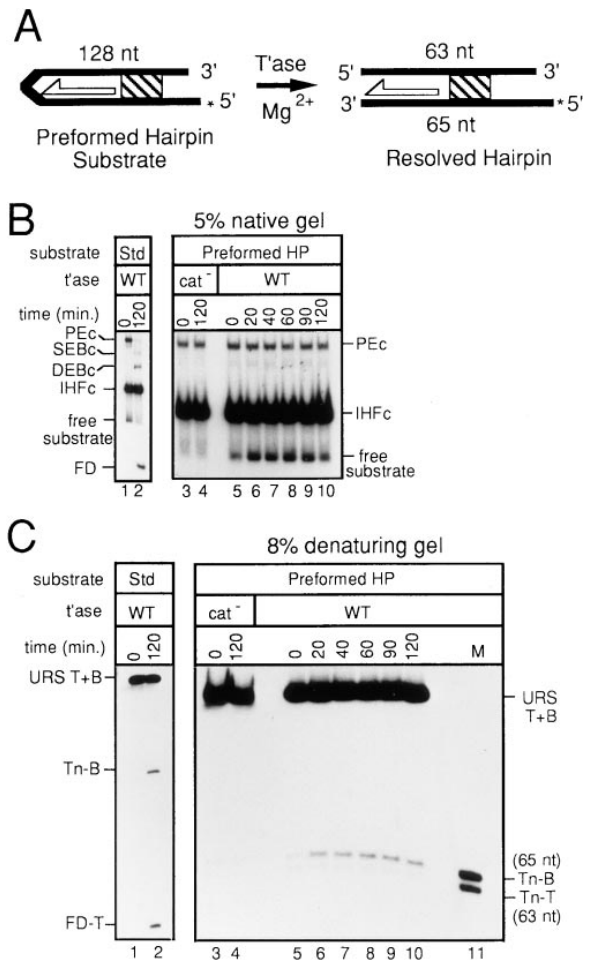 A
128 nt
3'
* 5'
Preformed Hairpin
Substrate
T'ase
Mg2+
5'
63 nt
3'
3'
*5'
65 nt
Resolved Hairpin
B
5% native gel
substrate Std Preformed HP
t'ase WT cat - WT
time (min.) 0 120 0 120 0 20 40 60 90 120
PEc
SEBc
DEBc
IHFc
free
substrate
FD
PEc
IHFc
free
substrate
1 2 3 4 5 6 7 8 9 10
C
8% denaturing gel
substrate Std Preformed HP
t'ase WT cat - WT
time (min.) 0 120 0 120 0 20 40 60 90 120 M
URS T+B
Tn-B
FD-T
URS
T+B
(65 nt)
Tn-B
Tn-T
(63 nt)
1 2 3 4 5 6 7 8 9 10 11